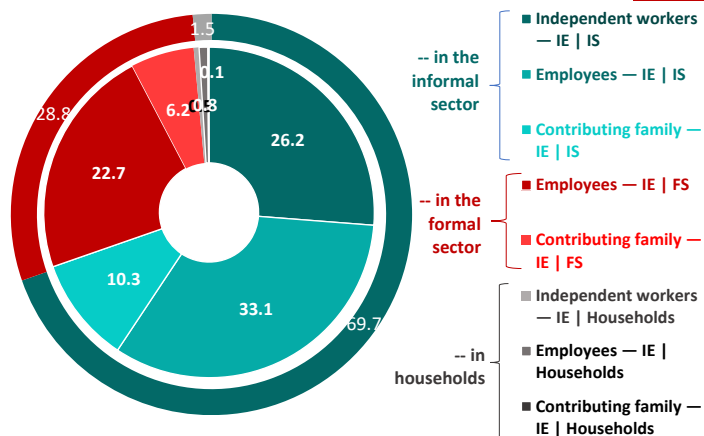 1.5
0.1
0.8
6.2
28.8
26.2
22.7
10.3
33.1
69.7
-- in the
informal
sector
Independent workers
— IE | IS
Employees — IE | IS
Contributing family —
IE | IS
-- in the
formal
sector
Employees — IE | FS
Contributing family —
IE | FS
-- in
households
Independent workers
— IE | Households
Employees — IE |
Households
Contributing family —
IE | Households